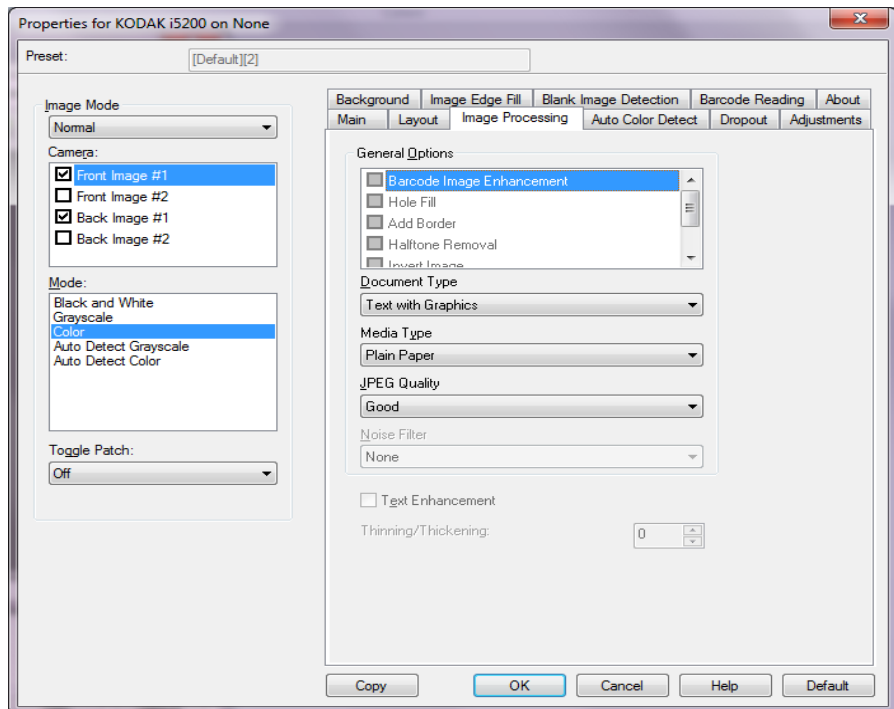 Properties for KODAK i5200 on None
Preset:
[Default][2]
Image Mode
Normal
Camera:
Front Image #1
Front Image #2
Back Image #1
Back Image #2
Mode:
Black and White
Grayscale
Color
Auto Detect Grayscale
Auto Detect Color
Toggle Patch:
Off
Background Image Edge Fill Blank Image Detection Barcode Reading About
Main Layout Image Processing Auto Color Detect Dropout Adjustments
General Options
Barcode Image Enhancement
Hole Fill
Add Border
Halftone Removal
Invert Image
Document Type
Text with Graphics
Media Type
Plain Paper
JPEG Quality
Good
Noise Filter
None
Text Enhancement
Thinning/Thickening:
0
Copy OK Cancel Help Default